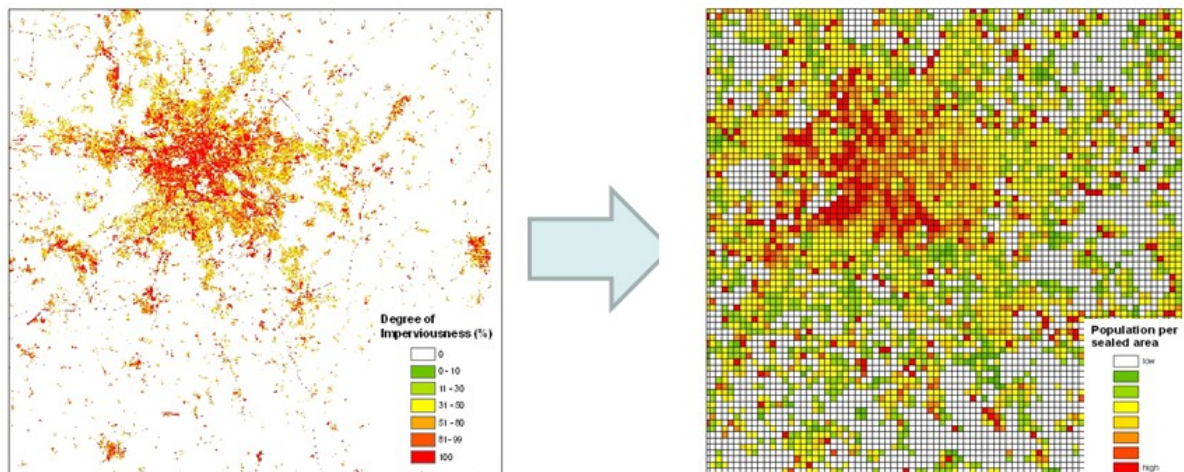 Degree of
Imperviousness (%)
0
0 - 10
11 - 30
31 - 50
51 - 80
81 - 99
100
Population per
sealed area
low
high